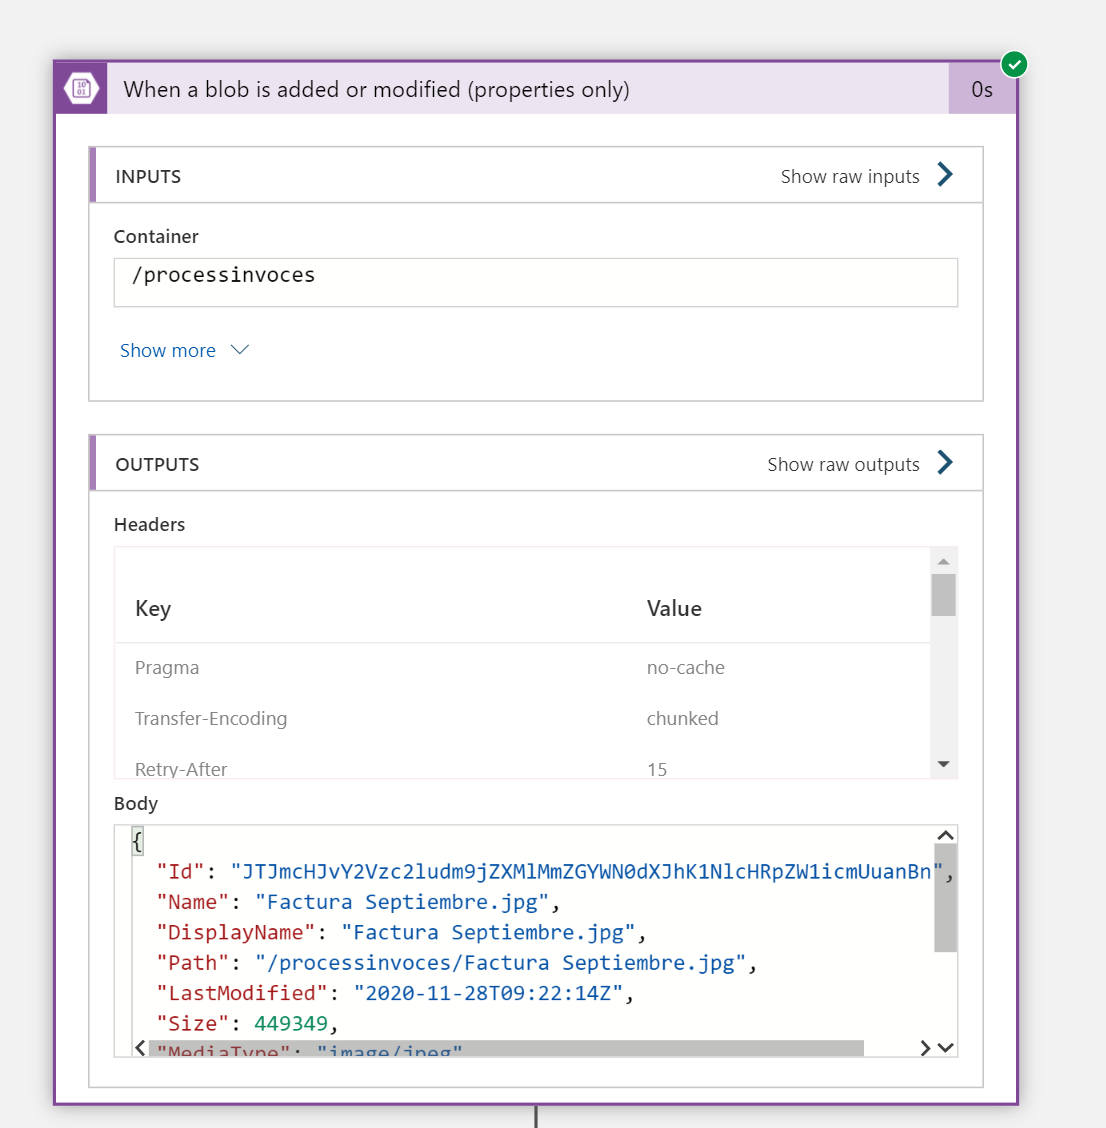 When a blob is added or modified (properties only)
0s
INPUTS
Show raw inputs
Container
/processinvoces
Show more
OUTPUTS
Show raw outputs
Headers
Key Value
Pragma no-cache
Transfer-Encoding chunked
Retry-After 15
Body
{
"Id": "JTJmcHJvY2Vzc2ludm9jZXMlMmZGYWN0dXJhK1NlcHRpZW1icmUuanBn",
"Name": "Factura Septiembre.jpg",
"DisplayName": "Factura Septiembre.jpg",
"Path": "/processinvoces/Factura Septiembre.jpg",
"LastModified": "2020-11-28T09:22:14Z",
"Size": 449349,
"MediaType": "image/jpeg"